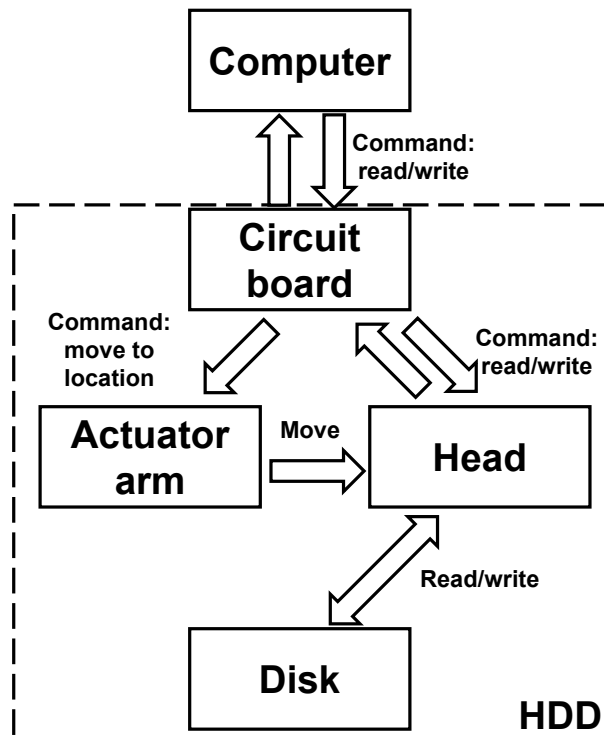 Computer
Command:
read/write
Circuit
board
Command:
move to
location
Command:
read/write
Actuator
arm
Move
Head
Read/write
Disk
HDD